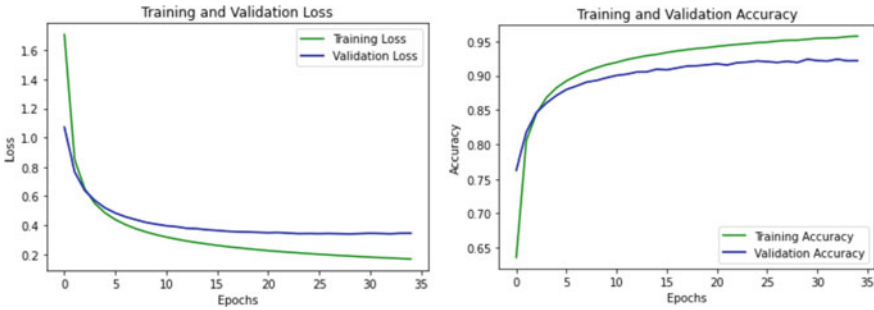 Training and Validation Loss
Training Loss
Validation Loss
1.6
1.4
1.2
1.0
0.8
0.6
0.4
0.2
Loss
0 5 10 15 20 25 30 35
Epochs
Training and Validation Accuracy
0.95
0.90
0.85
0.80
0.75
0.70
0.65
Accuracy
Training Accuracy
Validation Accuracy
0 5 10 15 20 25 30 35
Epochs